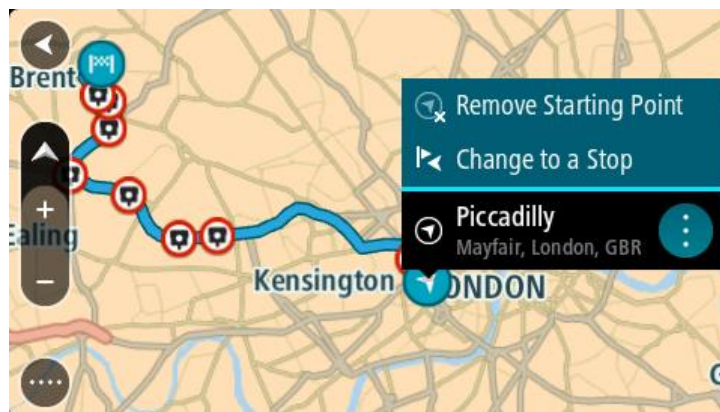 Brent
Remove Starting Point
Change to a Stop
Piccadilly
Mayfair, London, GBR
Ealing
Kensington
ONDON